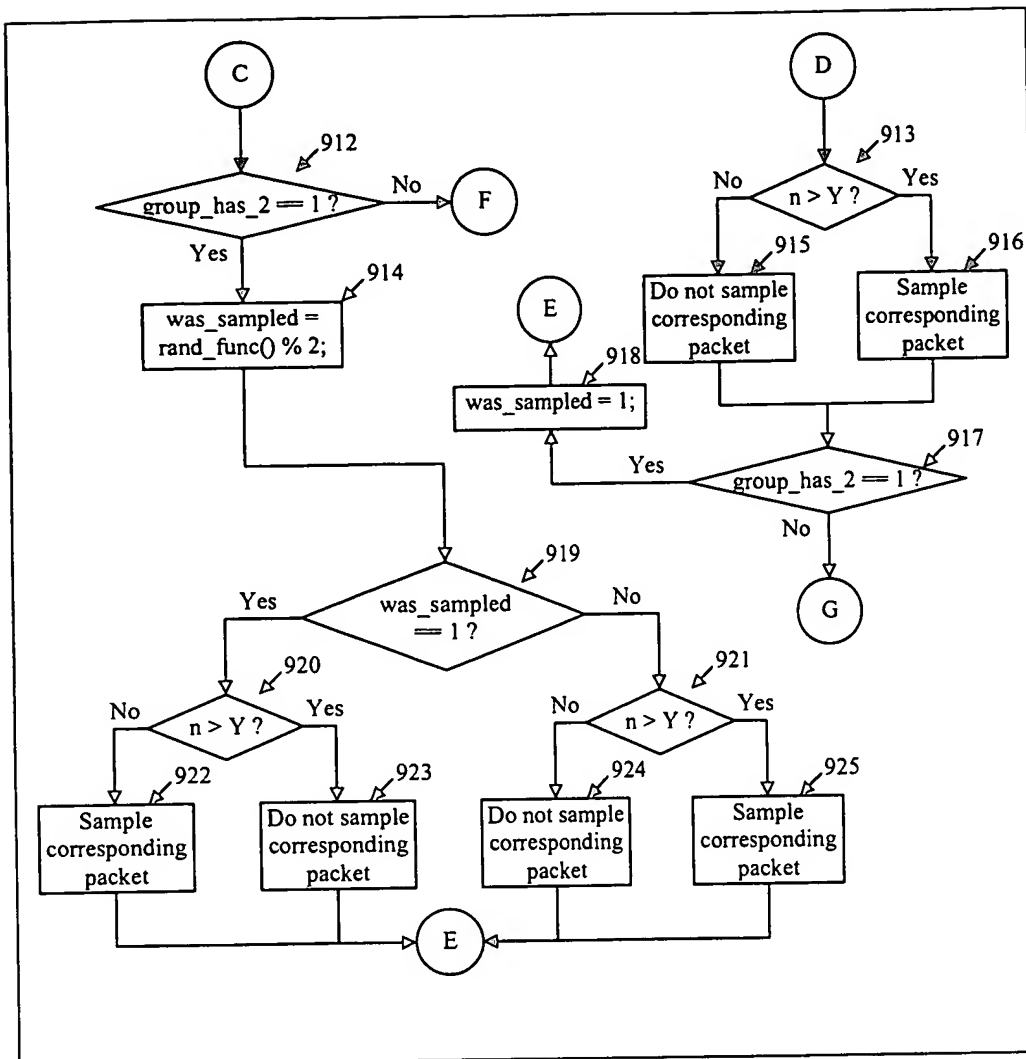 C
D
912
913
group_has_2 == 1 ?
No
F
n > Y ?
No
Yes
Yes
914
915
916
was_sampled =
rand_func() % 2;
E
Do not sample
corresponding
packet
Sample
corresponding
packet
918
was_sampled = 1;
917
Yes
group_has_2 == 1 ?
No
G
919
Yes
was_sampled
== 1 ?
No
920
921
No
n > Y ?
Yes
No
n > Y ?
Yes
922
923
924
925
Sample
corresponding
packet
Do not sample
corresponding
packet
Do not sample
corresponding
packet
Sample
corresponding
packet
E